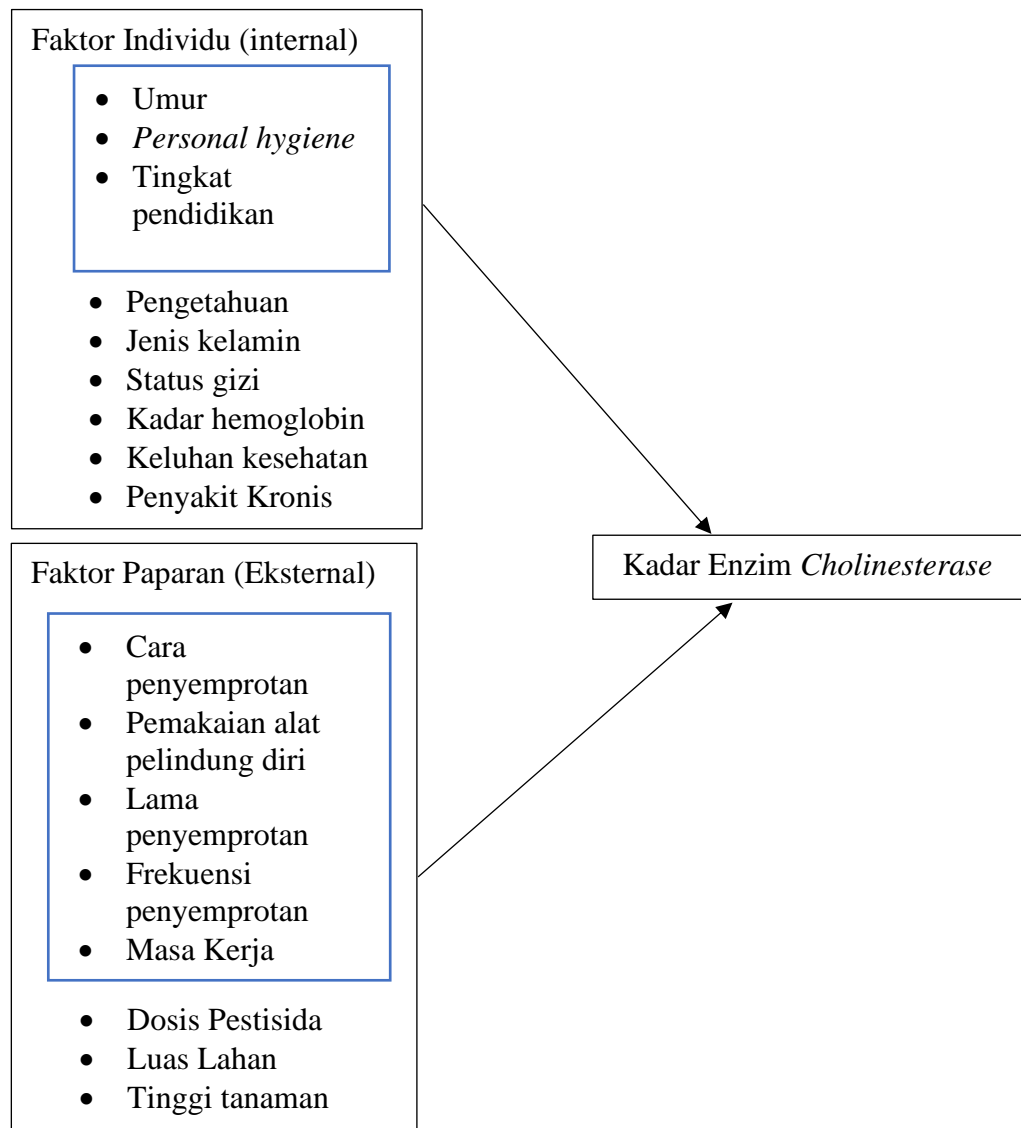 Faktor Individu (internal)
• Umur
• Personal hygiene
• Tingkat
pendidikan
• Pengetahuan
• Jenis kelamin
• Status gizi
• Kadar hemoglobin
• Keluhan kesehatan
• Penyakit Kronis
Faktor Paparan (Eksternal)
• Cara
penyemprotan
• Pemakaian alat
pelindung diri
• Lama
penyemprotan
• Frekuensi
penyemprotan
• Masa Kerja
• Dosis Pestisida
• Luas Lahan
• Tinggi tanaman
Kadar Enzim Cholinesterase